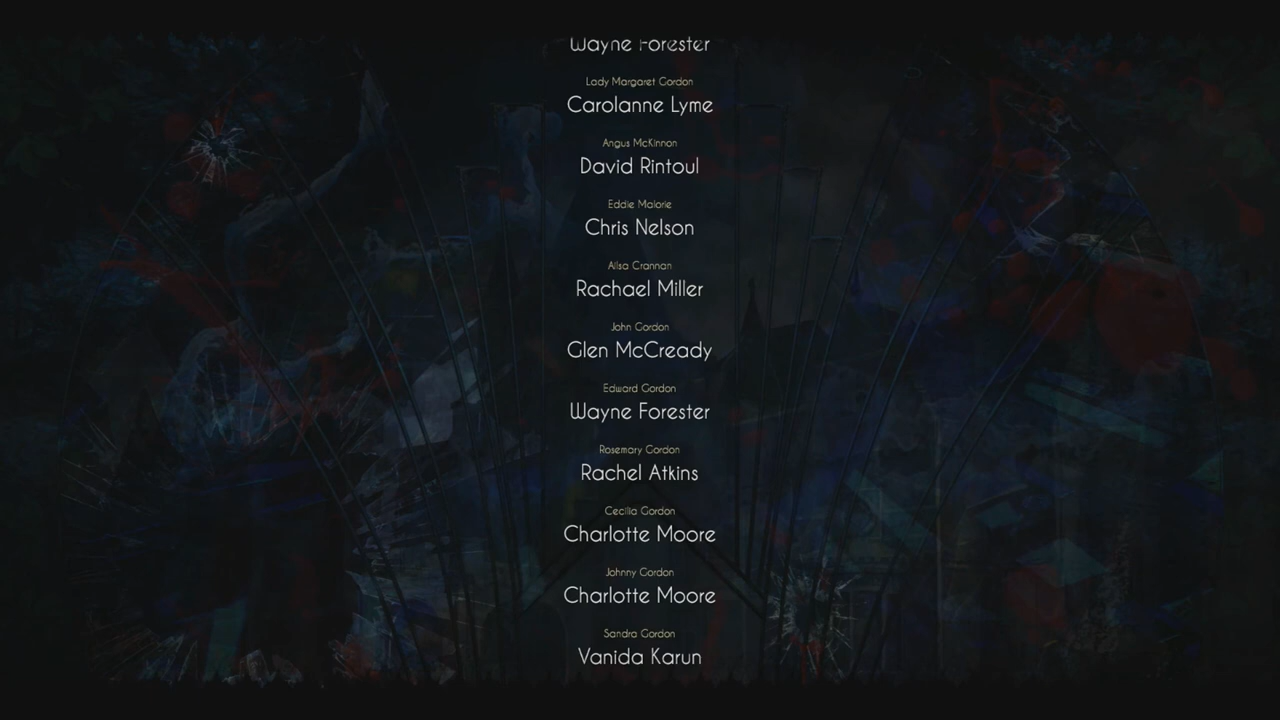 Wayne Forester
Lady Margaret Gordon
Carolanne Lyme
Angus McKinnon
David Rintoul
Eddie Malorie
Chris Nelson
Ailsa Crannan
Rachael Miller
John Gordon
Glen McCready
Edward Gordon
Wayne Forester
Rosemary Gordon
Rachel Atkins
Cecilia Gordon
Charlotte Moore
Johnny Gordon
Charlotte Moore
Sandra Gordon
Vanida Karun